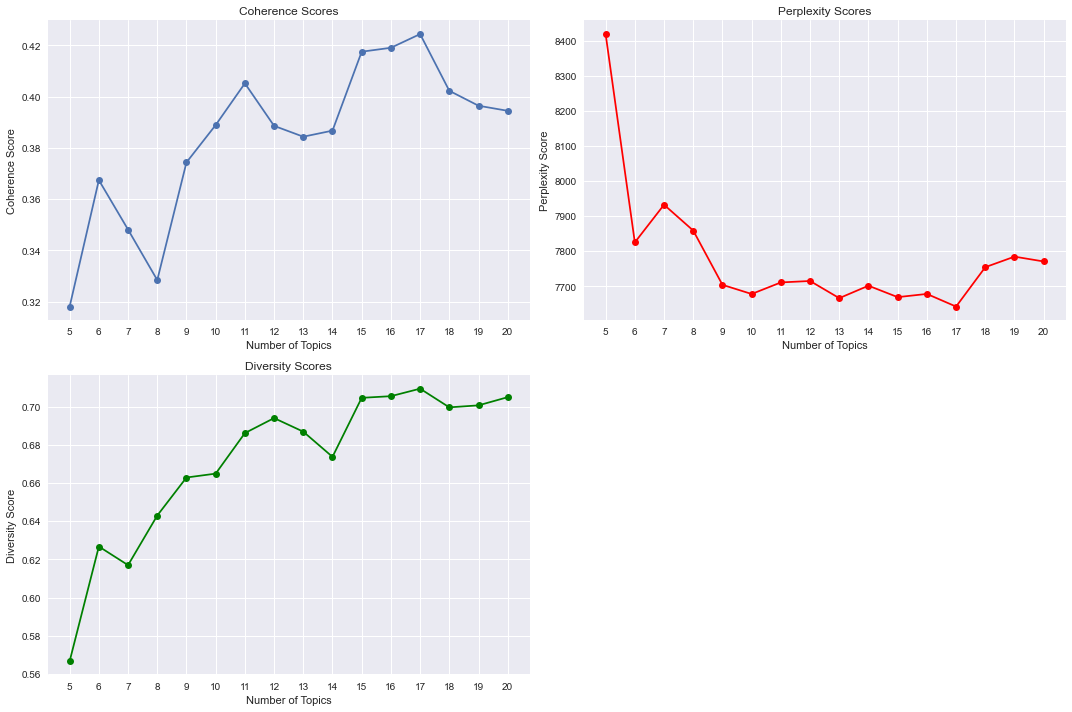 Coherence Scores
Coherence Score
0.42
0.40
0.38
0.36
0.34
0.32
5 6 7 8 9 10 11 12 13 14 15 16 17 18 19 20
Number of Topics
Perplexity Scores
Perplexity Score
8400
8300
8200
8100
8000
7900
7800
7700
5 6 7 8 9 10 11 12 13 14 15 16 17 18 19 20
Number of Topics
Diversity Scores
Diversity Score
0.70
0.68
0.66
0.64
0.62
0.60
0.58
0.56
5 6 7 8 9 10 11 12 13 14 15 16 17 18 19 20
Number of Topics